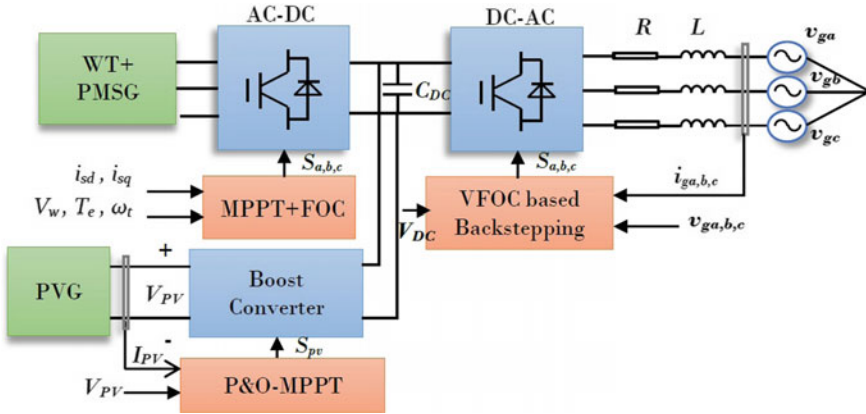 AC-DC
DC-AC
WT+
PMSG
C_DC
R
L
v_ga
v_gb
v_gc
i_sd , i_sq
V_w , T_e , ω_t
MPPT+FOC
S_a,b,c
S_a,b,c
V_DC
VFOC based
Backstepping
i_ga,b,c
v_ga,b,c
PVG
+
V_PV
-
Boost
Converter
I_PV
S_pv
V_PV
P&O-MPPT